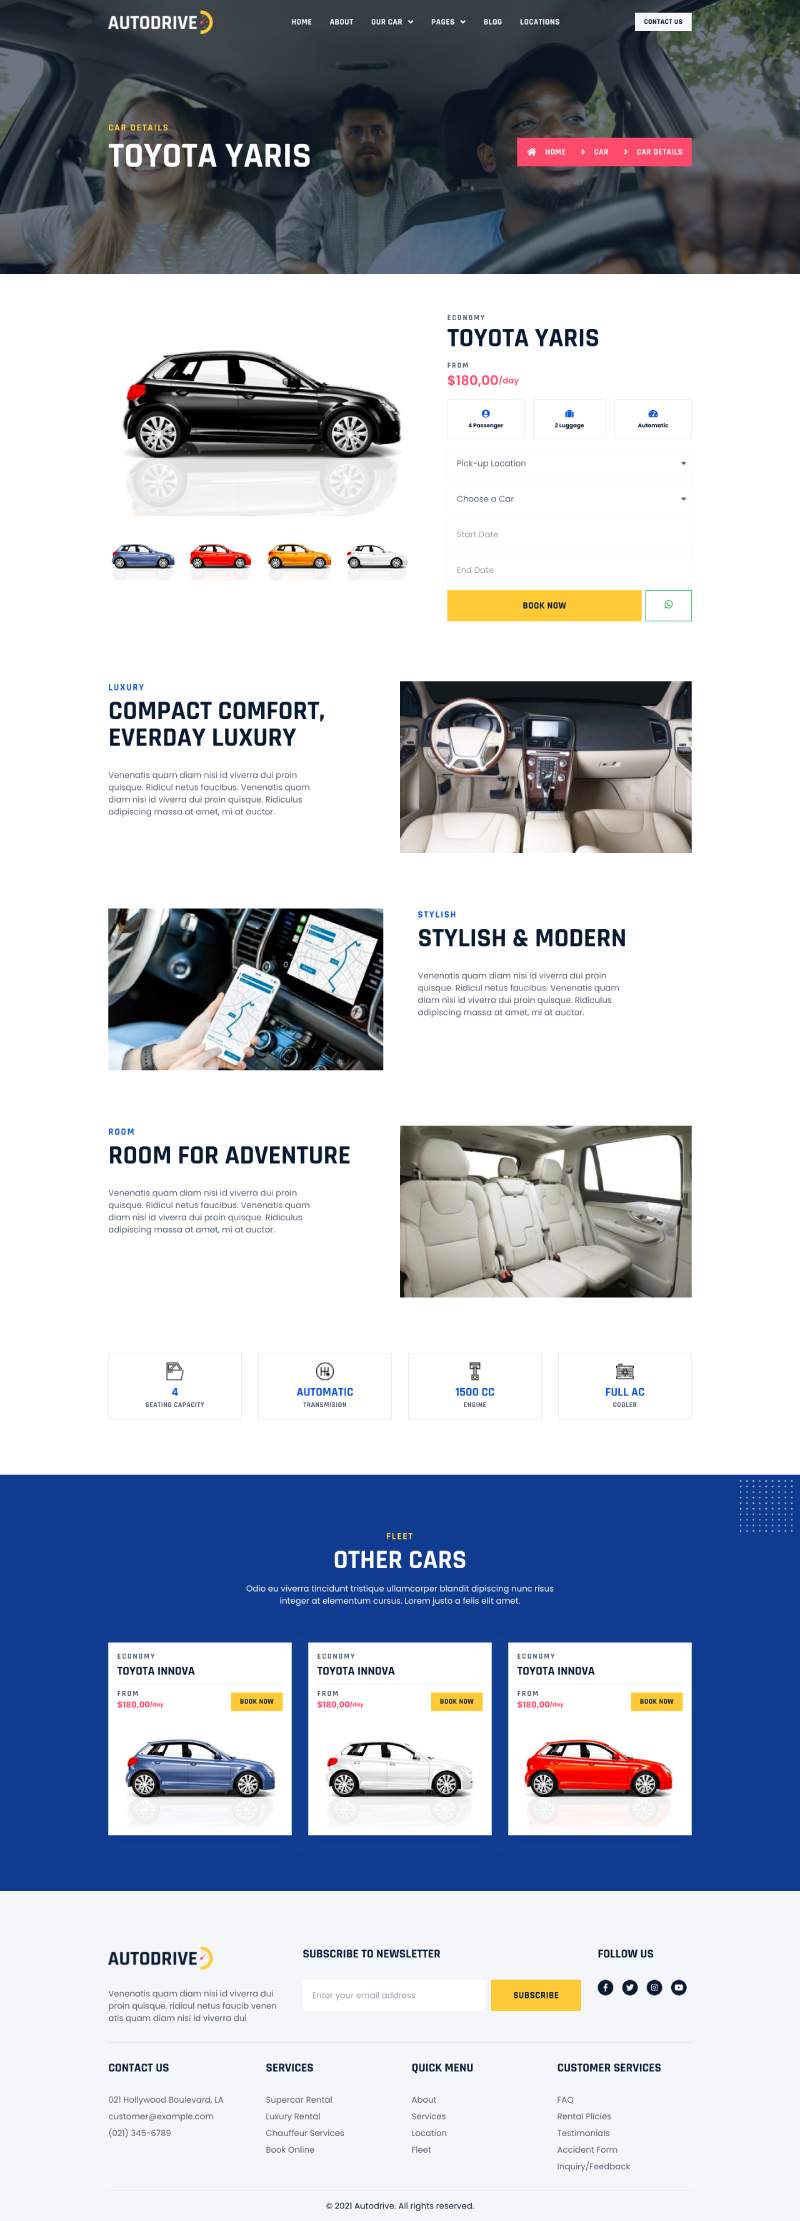 AUTODRIVE
HOME ABOUT OUR CAR PAGES BLOG LOCATIONS
CONTACT US
CAR DETAILS
TOYOTA YARIS
HOME > CAR > CAR DETAILS
ECONOMY
TOYOTA YARIS
FROM
$180,00/day
4 Passenger
2 Luggage
Automatic
Pick-up Location
Choose a Car
Start Date
End Date
BOOK NOW
LUXURY
COMPACT COMFORT,
EVERDAY LUXURY
Venenatis quam diam nisl id viverra dui proin
quisque. Ridicul netus faucibus. Venenatis quam
diam nisi id viverra dui proin quisque. Ridiculus
adipiscing massa at amet, mi at auctor.
STYLISH
STYLISH & MODERN
Venenatis quam diam nisl id viverra dui proin
quisque. Ridicul netus faucibus. Venenatis quam
diam nisi id viverra dui proin quisque. Ridiculus
adipiscing massa at amet, mi at auctor.
ROOM
ROOM FOR ADVENTURE
Venenatis quam diam nisl id viverra dui proin
quisque. Ridicul netus faucibus. Venenatis quam
diam nisi id viverra dui proin quisque. Ridiculus
adipiscing massa at amet, mi at auctor.
4
SEATING CAPACITY
AUTOMATIC
TRANSMISION
1500 CC
ENGINE
FULL AC
COOLER
FLEET
OTHER CARS
Odio eu viverra tincidunt tristique ullamcorper blandit dipiscing nunc risus
integer at elementum cursus. Lorem justo a felis elit amet.
ECONOMY
TOYOTA INNOVA
FROM
$180,00/day
BOOK NOW
ECONOMY
TOYOTA INNOVA
FROM
$180,00/day
BOOK NOW
ECONOMY
TOYOTA INNOVA
FROM
$180,00/day
BOOK NOW
AUTODRIVE
Venenatis quam diam nisi id viverra dui
proin quisque. ridicul netus faucib venen
atis quam diam nisi id viverra dui
SUBSCRIBE TO NEWSLETTER
Enter your email address
SUBSCRIBE
FOLLOW US
CONTACT US
021 Hollywood Boulevard, LA
customer@example.com
(021) 345-6789
SERVICES
Supercar Rental
Luxury Rental
Chauffeur Services
Book Online
QUICK MENU
About
Services
Location
Fleet
CUSTOMER SERVICES
FAQ
Rental Plicies
Testimonials
Accident Form
Inquiry/Feedback
© 2021 Autodrive. All rights reserved.